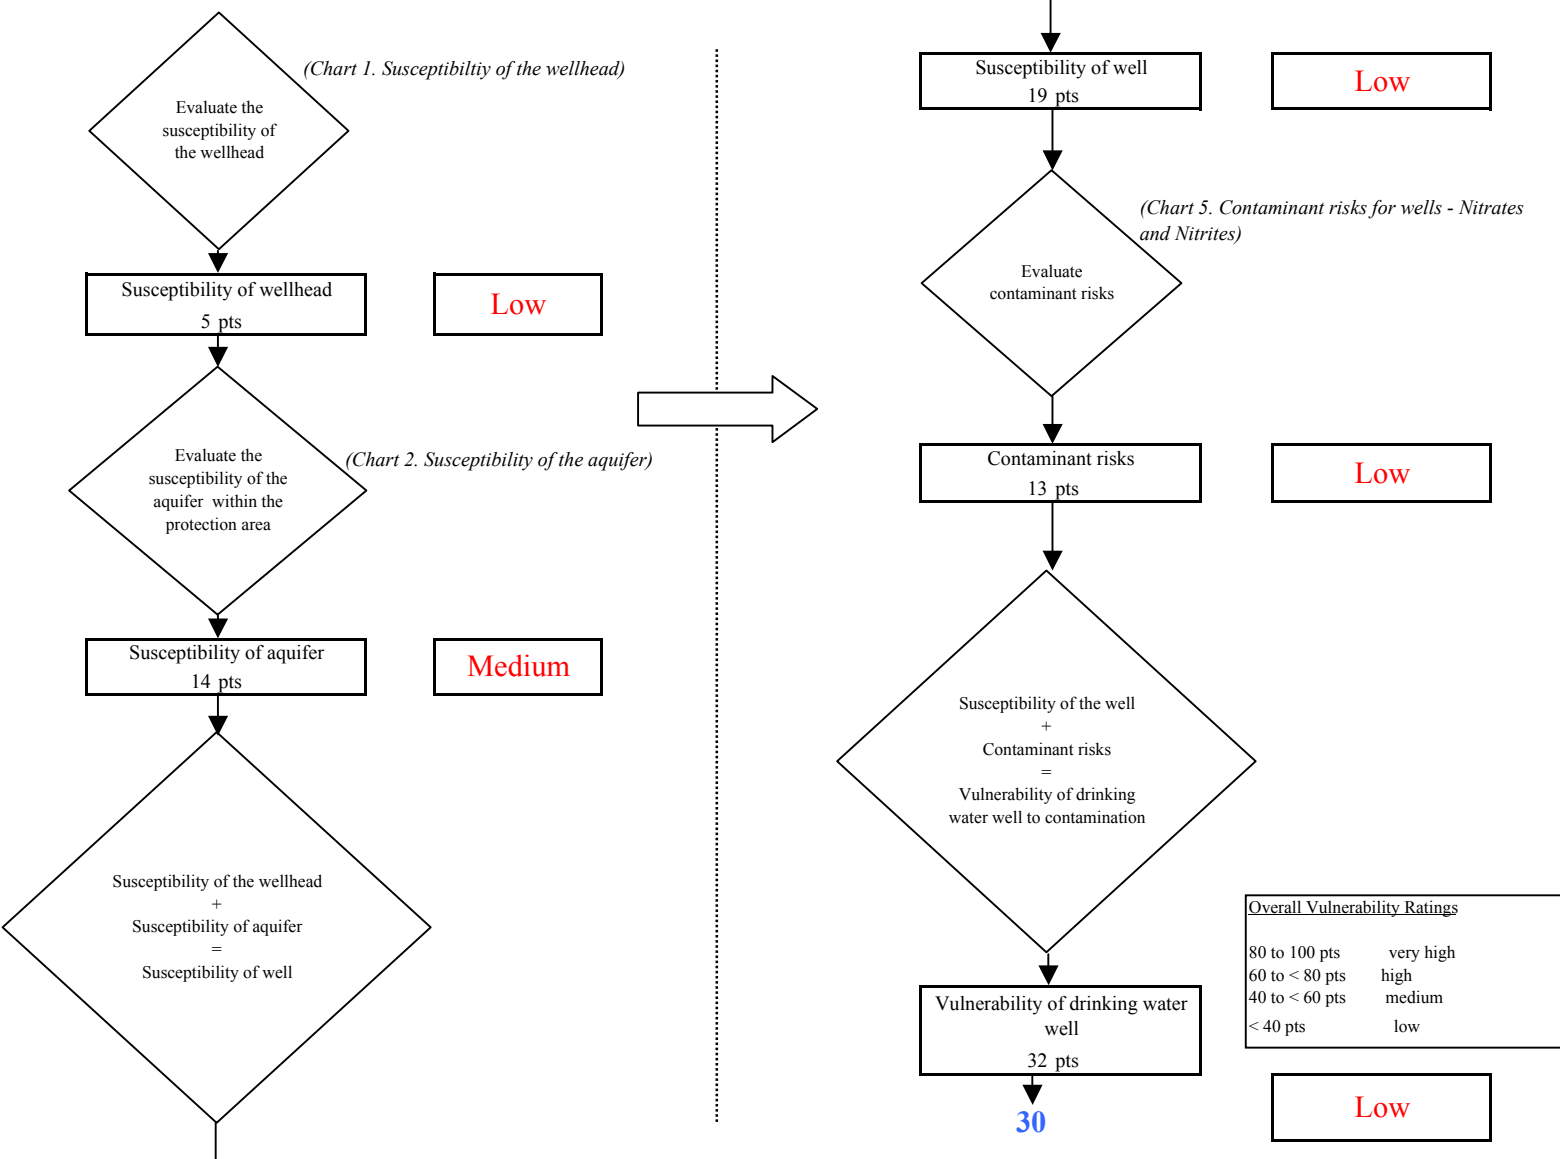 (Chart 1. Susceptibiltiy of the wellhead)
Evaluate the
susceptibility of
the wellhead
Susceptibility of wellhead
5 pts
Low
Evaluate the
susceptibility of the
aquifer within the
protection area
(Chart 2. Susceptibility of the aquifer)
Susceptibility of aquifer
14 pts
Medium
Susceptibility of the wellhead
+
Susceptibility of aquifer
=
Susceptibility of well
Susceptibility of well
19 pts
Low
(Chart 5. Contaminant risks for wells - Nitrates
and Nitrites)
Evaluate
contaminant risks
Contaminant risks
13 pts
Low
Susceptibility of the well
+
Contaminant risks
=
Vulnerability of drinking
water well to contamination
Overall Vulnerability Ratings
80 to 100 pts very high
60 to < 80 pts high
40 to < 60 pts medium
< 40 pts low
Vulnerability of drinking water
well
32 pts
30
Low